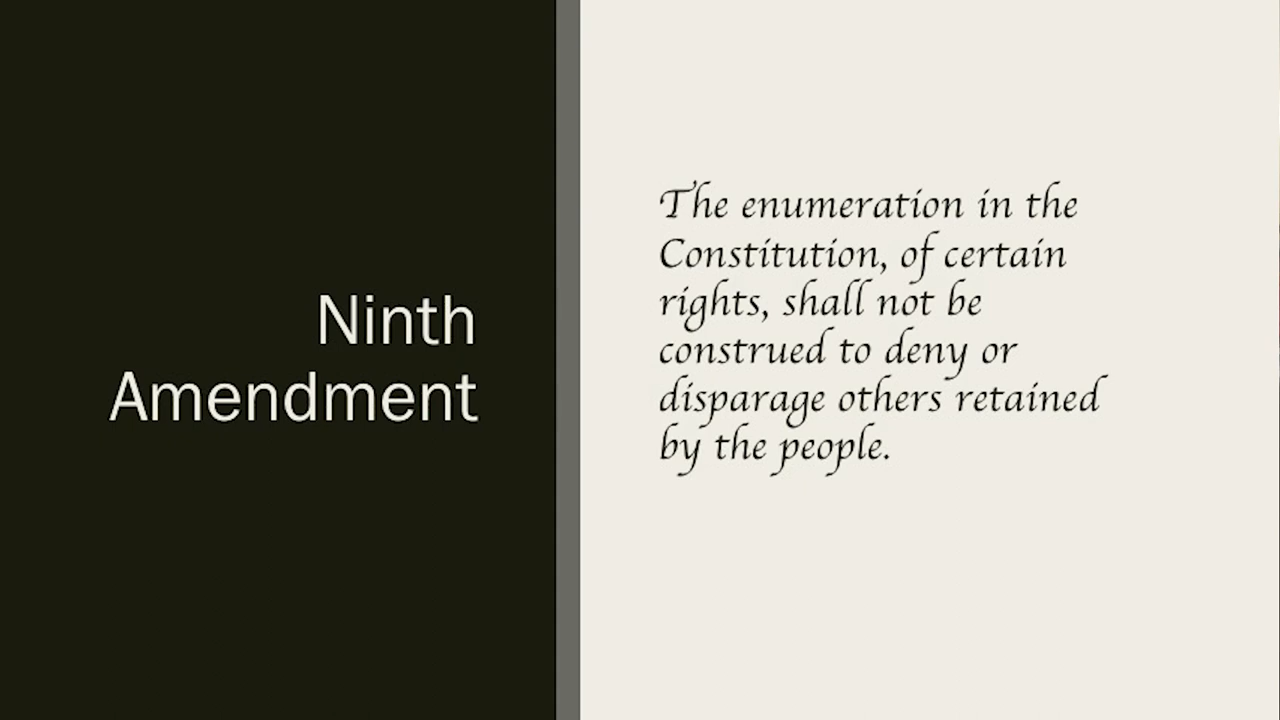 Ninth
Amendment
The enumeration in the
Constitution, of certain
rights, shall not be
construed to deny or
disparage others retained
by the people.